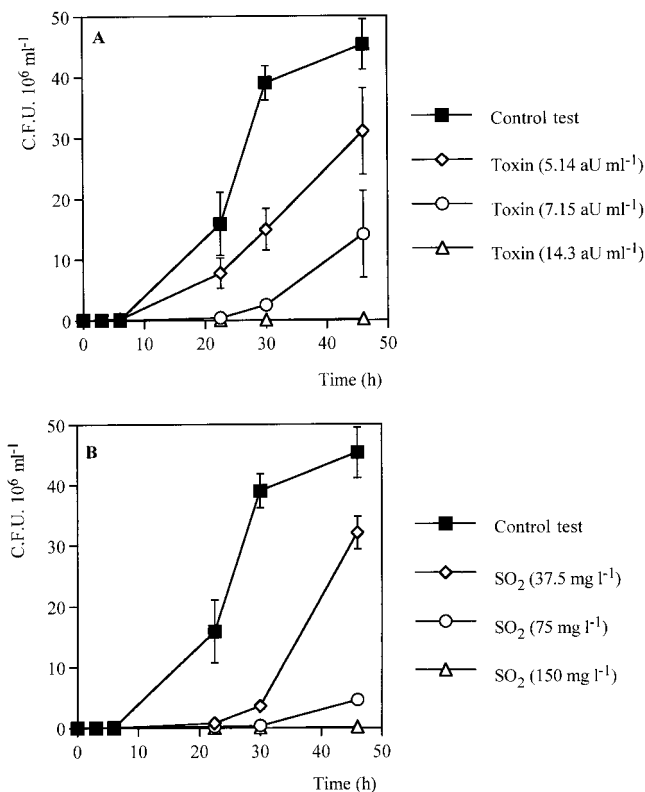 A
C.F.U. 10⁶ ml⁻¹
50
40
30
20
10
0
0 10 20 30 40 50
Time (h)
Control test
Toxin (5.14 aU ml⁻¹)
Toxin (7.15 aU ml⁻¹)
Toxin (14.3 aU ml⁻¹)
B
C.F.U. 10⁶ ml⁻¹
50
40
30
20
10
0
0 10 20 30 40 50
Time (h)
Control test
SO₂ (37.5 mg l⁻¹)
SO₂ (75 mg l⁻¹)
SO₂ (150 mg l⁻¹)